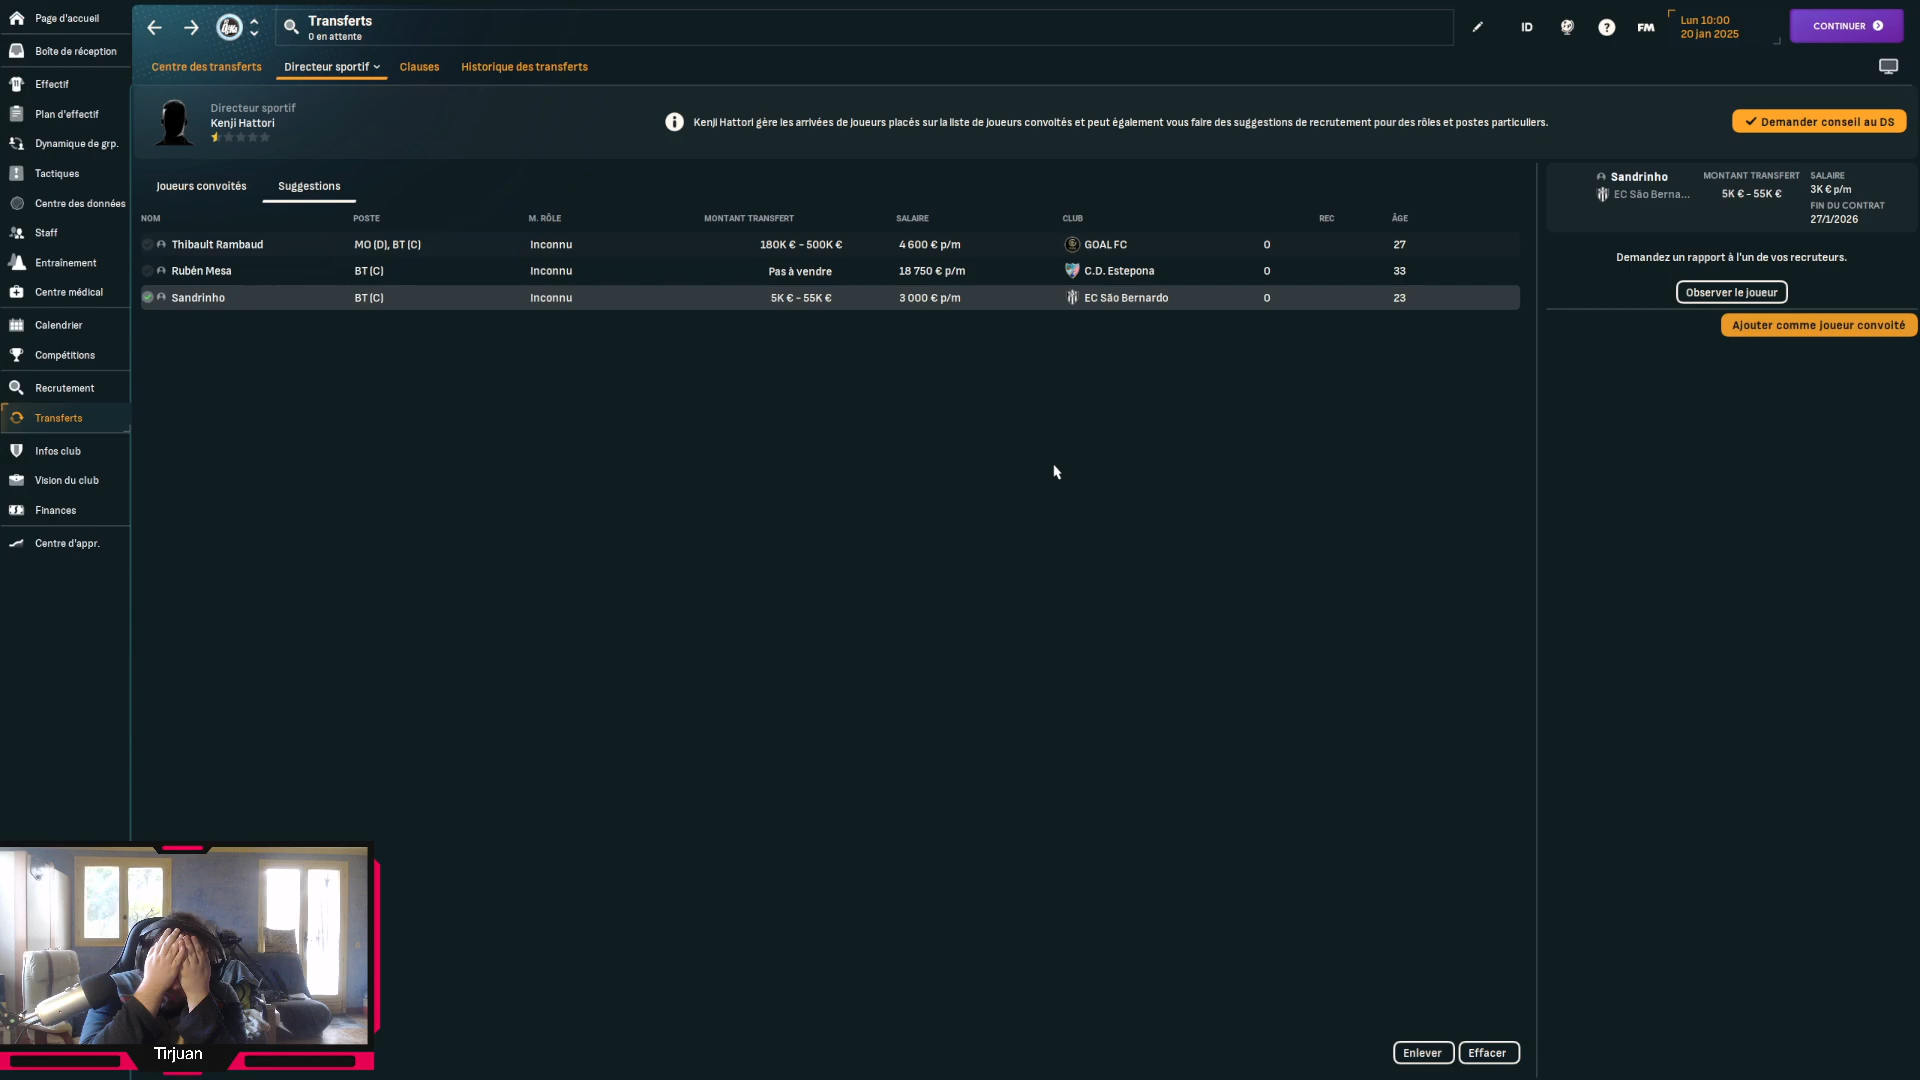 Page d'accueil
Boîte de réception
Effectif
Plan d'effectif
Dynamique de grp.
Tactiques
Centre des données
Staff
Entraînement
Centre médical
Calendrier
Compétitions
Recrutement
Transferts
Infos club
Vision du club
Finances
Centre d'appr.
Transferts
0 en attente
ID
?
FM
Lun 10:00
20 jan 2025
CONTINUER
Centre des transferts
Directeur sportif
Clauses
Historique des transferts
Directeur sportif
Kenji Hattori
Kenji Hattori gère les arrivées de joueurs placés sur la liste de joueurs convoités et peut également vous faire des suggestions de recrutement pour des rôles et postes particuliers.
Demander conseil au DS
Joueurs convoités
Suggestions
NOM POSTE M. RÔLE MONTANT TRANSFERT SALAIRE CLUB REC ÂGE
Thibault Rambaud MO (D), BT (C) Inconnu 180K € - 500K € 4 600 € p/m GOAL FC 0 27
Rubén Mesa BT (C) Inconnu Pas à vendre 18 750 € p/m C.D. Estepona 0 33
Sandrinho BT (C) Inconnu 5K € - 55K € 3 000 € p/m EC São Bernardo 0 23
Sandrinho
EC São Berna...
MONTANT TRANSFERT
5K € - 55K €
SALAIRE
3K € p/m
FIN DU CONTRAT
27/1/2026
Demandez un rapport à l'un de vos recruteurs.
Observer le joueur
Ajouter comme joueur convoité
Enlever
Effacer
Tirjuan